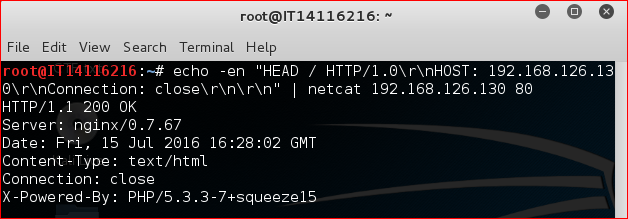 root@IT14116216: ~
File Edit View Search Terminal Help
root@IT14116216:~# echo -en "HEAD / HTTP/1.0\r\nHOST: 192.168.126.13
0\r\nConnection: close\r\n\r\n" | netcat 192.168.126.130 80
HTTP/1.1 200 OK
Server: nginx/0.7.67
Date: Fri, 15 Jul 2016 16:28:02 GMT
Content-Type: text/html
Connection: close
X-Powered-By: PHP/5.3.3-7+squeeze15